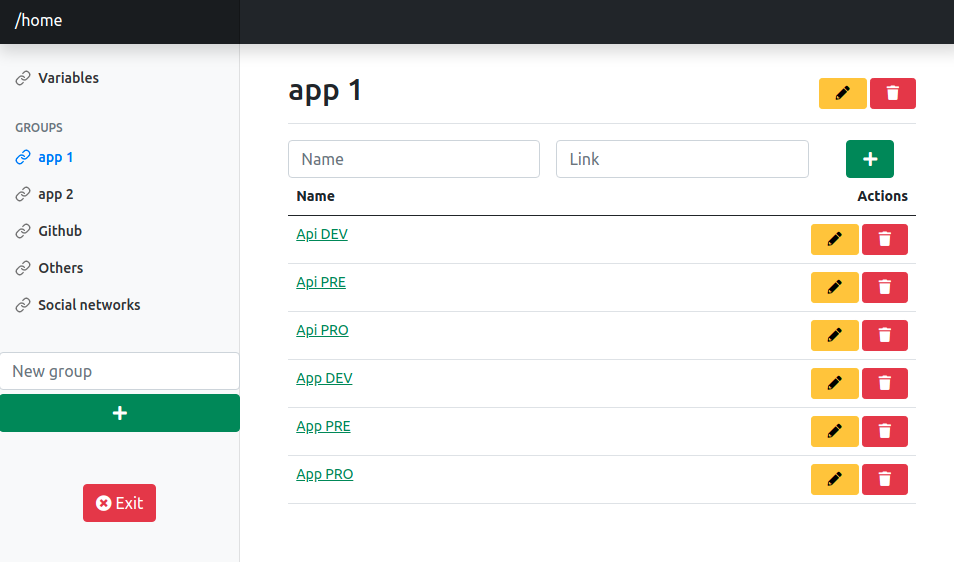 /home
Variables
GROUPS
app 1
app 2
Github
Others
Social networks
New group
Exit
app 1
Name
Link
Name Actions
Api DEV
Api PRE
Api PRO
App DEV
App PRE
App PRO